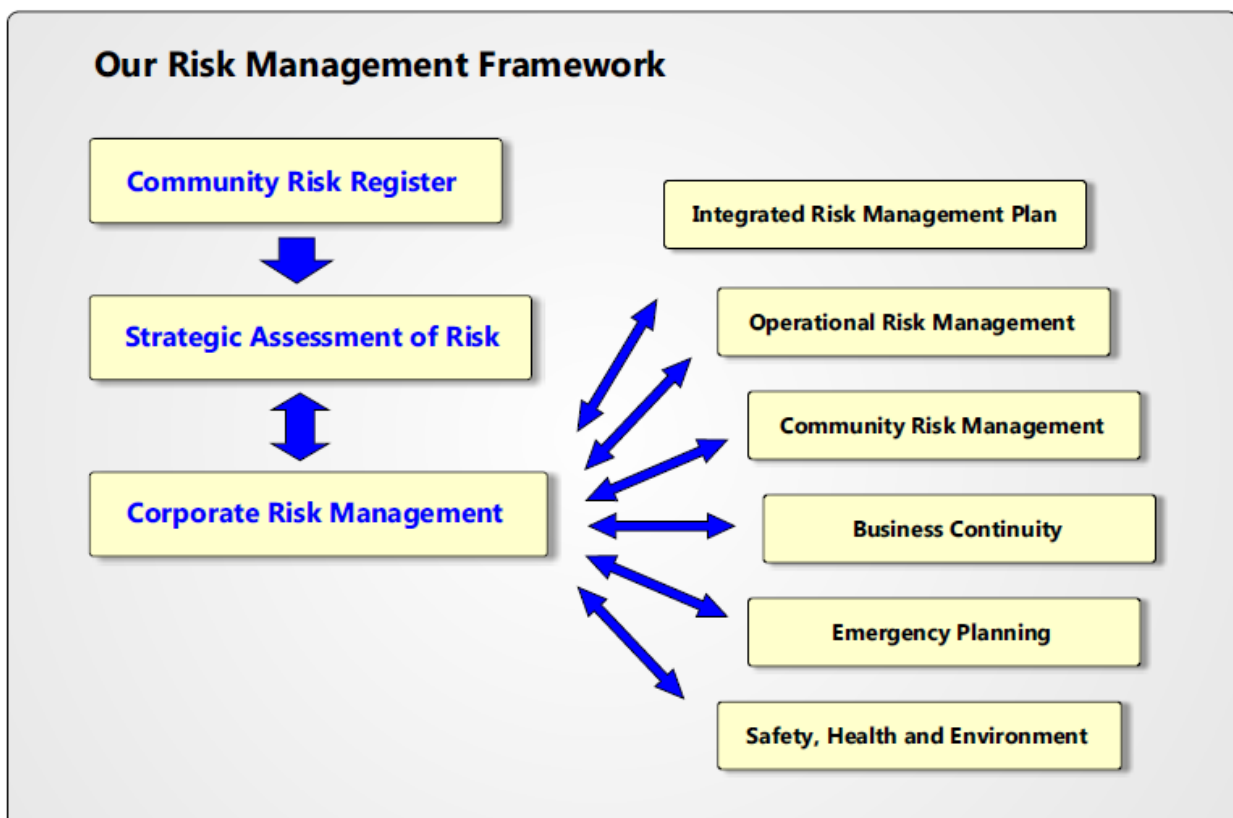 Our Risk Management Framework
Community Risk Register
Strategic Assessment of Risk
Corporate Risk Management
Integrated Risk Management Plan
Operational Risk Management
Community Risk Management
Business Continuity
Emergency Planning
Safety, Health and Environment